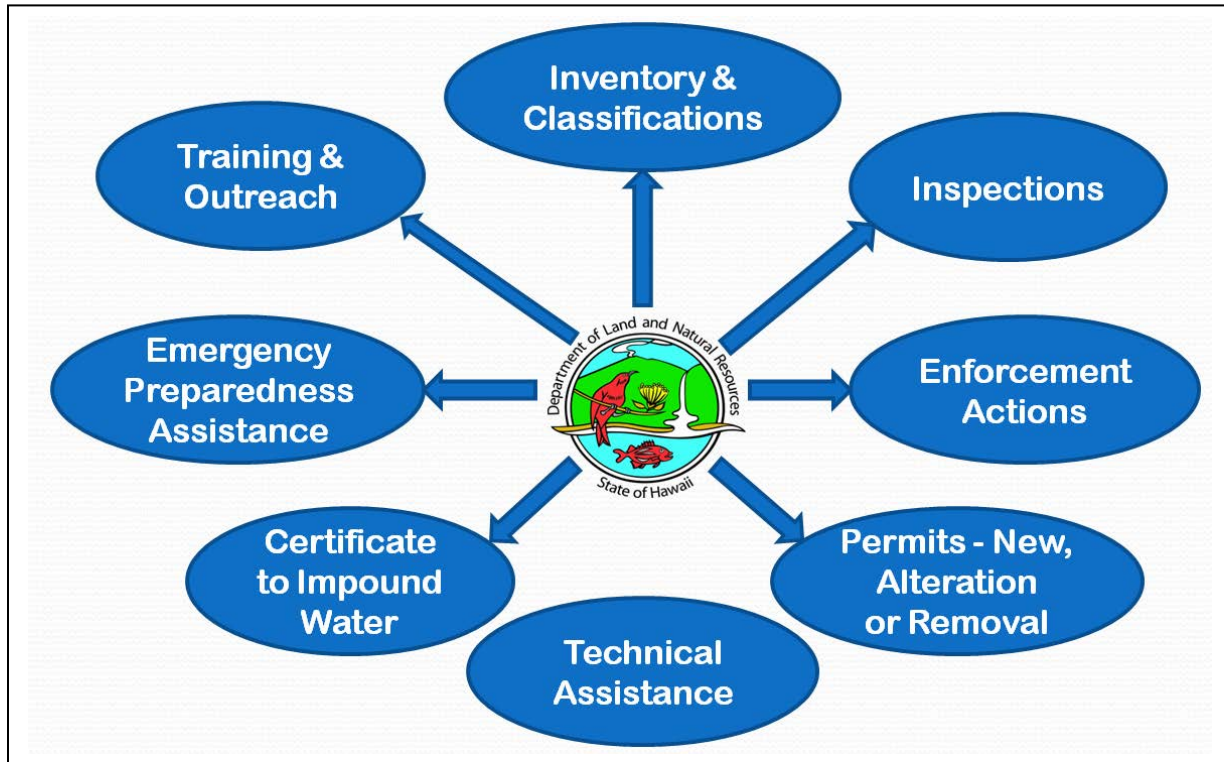 Inventory &
Classifications
Training &
Outreach
Inspections
Emergency
Preparedness
Assistance
Department of Land and Natural Resources
State of Hawaii
Enforcement
Actions
Certificate
to Impound
Water
Permits - New,
Alteration
or Removal
Technical
Assistance